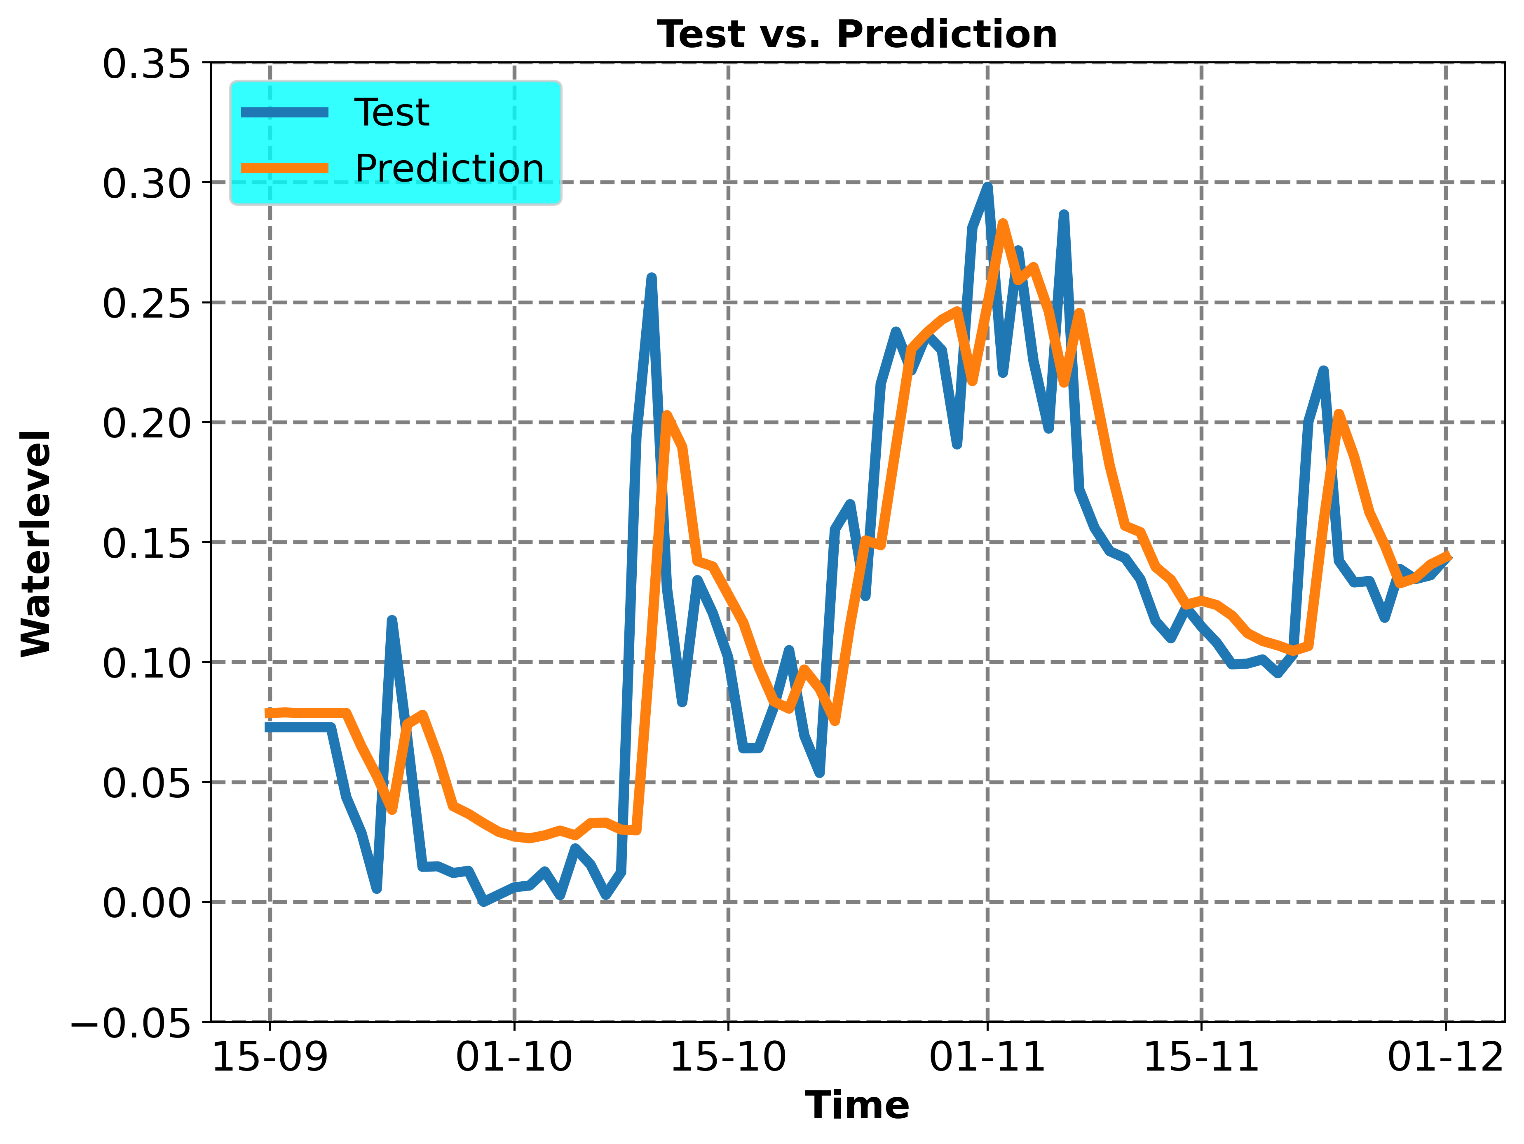 Test vs. Prediction
Test
Prediction
0.35
0.30
0.25
0.20
0.15
0.10
0.05
0.00
−0.05
Waterlevel
15-09 01-10 15-10 01-11 15-11 01-12
Time